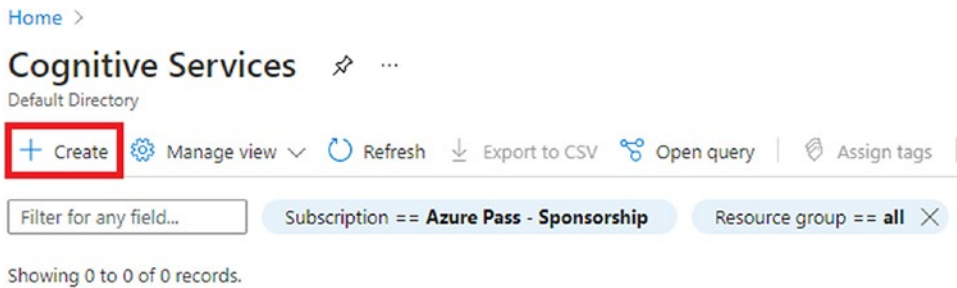 Home >
Cognitive Services ...
Default Directory
+ Create Manage view Refresh Export to CSV Open query Assign tags
Filter for any field... Subscription == Azure Pass - Sponsorship Resource group == all
Showing 0 to 0 of 0 records.